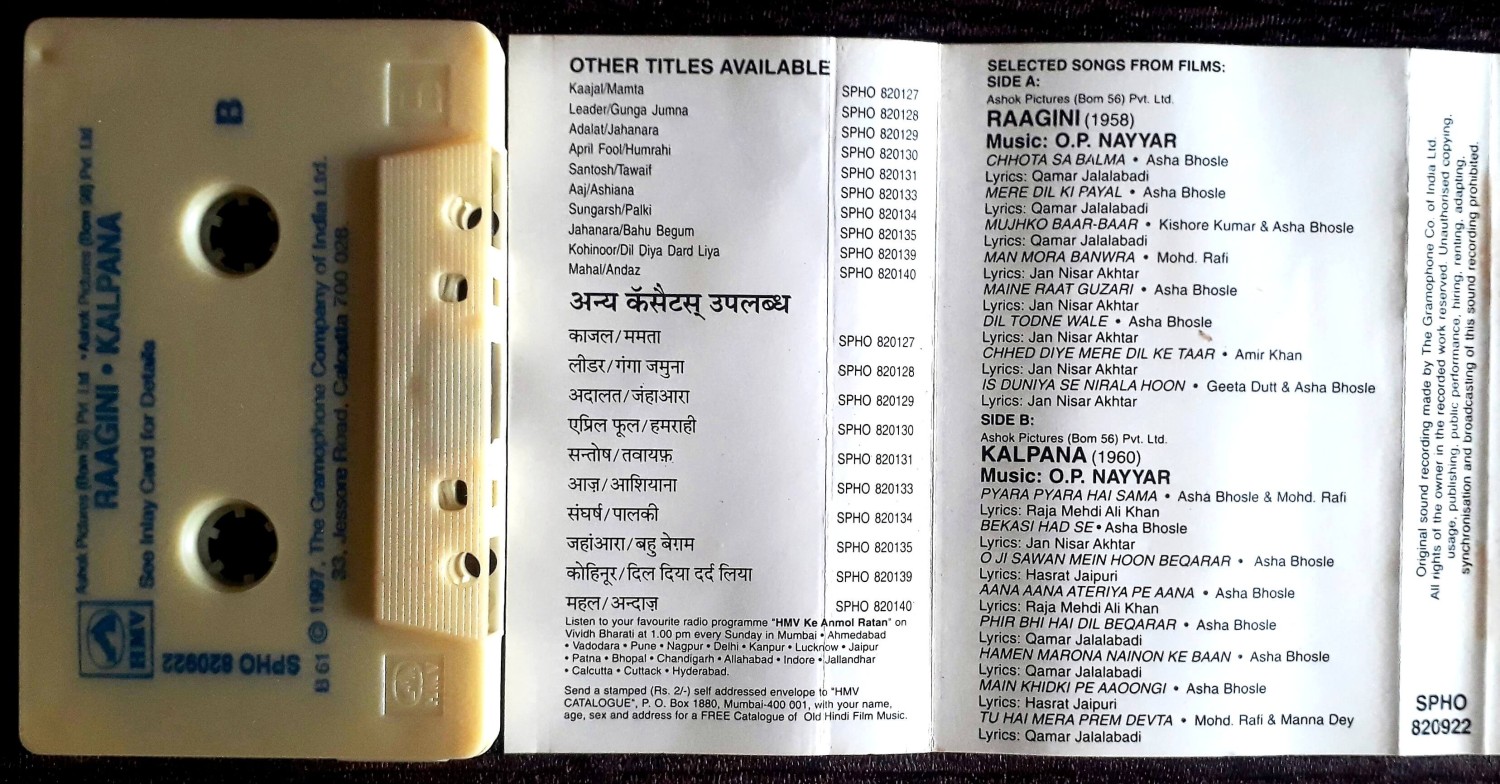 B
Ashok Pictures (Bom 56) Pvt Ltd • Ashok Pictures (Bom 56) Pvt Ltd
RAAGINI • KALPANA
See Inlay Card for Details
HMV
SPHO 820922
B 61 © 1997, The Gramophone Company of India Ltd.
33, Jessore Road, Calcutta 700 028.
OTHER TITLES AVAILABLE
Kaajal/Mamta SPHO 820127
Leader/Gunga Jumna SPHO 820128
Adalat/Jahanara SPHO 820129
April Fool/Humrahi SPHO 820130
Santosh/Tawaif SPHO 820131
Aaj/Ashiana SPHO 820133
Sungarsh/Palki SPHO 820134
Jahanara/Bahu Begum SPHO 820135
Kohinoor/Dil Diya Dard Liya SPHO 820139
Mahal/Andaz SPHO 820140
अन्य कॅसैटस् उपलब्ध
काजल/ममता SPHO 820127
लीडर/गंगा जमुना SPHO 820128
अदालत/जंहाआरा SPHO 820129
एप्रिल फूल/हमराही SPHO 820130
सन्तोष/तवायफ़ SPHO 820131
आज़/आशियाना SPHO 820133
संघर्ष/पालकी SPHO 820134
जहांआरा/बहु बेग़म SPHO 820135
कोहिनूर/दिल दिया दर्द लिया SPHO 820139
महल/अन्दाज़ SPHO 820140
Listen to your favourite radio programme "HMV Ke Anmol Ratan" on
Vividh Bharati at 1.00 pm every Sunday in Mumbai • Ahmedabad
• Vadodara • Pune • Nagpur • Delhi • Kanpur • Lucknow • Jaipur
• Patna • Bhopal • Chandigarh • Allahabad • Indore • Jallandhar
• Calcutta • Cuttack • Hyderabad.
Send a stamped (Rs. 2/-) self addressed envelope to "HMV
CATALOGUE", P. O. Box 1880, Mumbai-400 001, with your name,
age, sex and address for a FREE Catalogue of Old Hindi Film Music.
SELECTED SONGS FROM FILMS:
SIDE A:
Ashok Pictures (Bom 56) Pvt. Ltd.
RAAGINI (1958)
Music: O.P. NAYYAR
CHHOTA SA BALMA • Asha Bhosle
Lyrics: Qamar Jalalabadi
MERE DIL KI PAYAL • Asha Bhosle
Lyrics: Qamar Jalalabadi
MUJHKO BAAR-BAAR • Kishore Kumar & Asha Bhosle
Lyrics: Qamar Jalalabadi
MAN MORA BANWRA • Mohd. Rafi
Lyrics: Jan Nisar Akhtar
MAINE RAAT GUZARI • Asha Bhosle
Lyrics: Jan Nisar Akhtar
DIL TODNE WALE • Asha Bhosle
Lyrics: Jan Nisar Akhtar
CHHED DIYE MERE DIL KE TAAR • Amir Khan
Lyrics: Jan Nisar Akhtar
IS DUNIYA SE NIRALA HOON • Geeta Dutt & Asha Bhosle
Lyrics: Jan Nisar Akhtar
SIDE B:
Ashok Pictures (Bom 56) Pvt. Ltd.
KALPANA (1960)
Music: O.P. NAYYAR
PYARA PYARA HAI SAMA • Asha Bhosle & Mohd. Rafi
Lyrics: Raja Mehdi Ali Khan
BEKASI HAD SE • Asha Bhosle
Lyrics: Jan Nisar Akhtar
O JI SAWAN MEIN HOON BEQARAR • Asha Bhosle
Lyrics: Hasrat Jaipuri
AANA AANA ATERIYA PE AANA • Asha Bhosle
Lyrics: Raja Mehdi Ali Khan
PHIR BHI HAI DIL BEQARAR • Asha Bhosle
Lyrics: Qamar Jalalabadi
HAMEN MARONA NAINON KE BAAN • Asha Bhosle
Lyrics: Qamar Jalalabadi
MAIN KHIDKI PE AAOONGI • Asha Bhosle
Lyrics: Hasrat Jaipuri
TU HAI MERA PREM DEVTA • Mohd. Rafi & Manna Dey
Lyrics: Qamar Jalalabadi
Original sound recording made by The Gramophone Co. of India Ltd.
All rights of the owner in the recorded work reserved. Unauthorised copying,
usage, publishing, public performance, hiring, renting, adapting,
synchronisation and broadcasting of this sound recording prohibited.
SPHO
820922